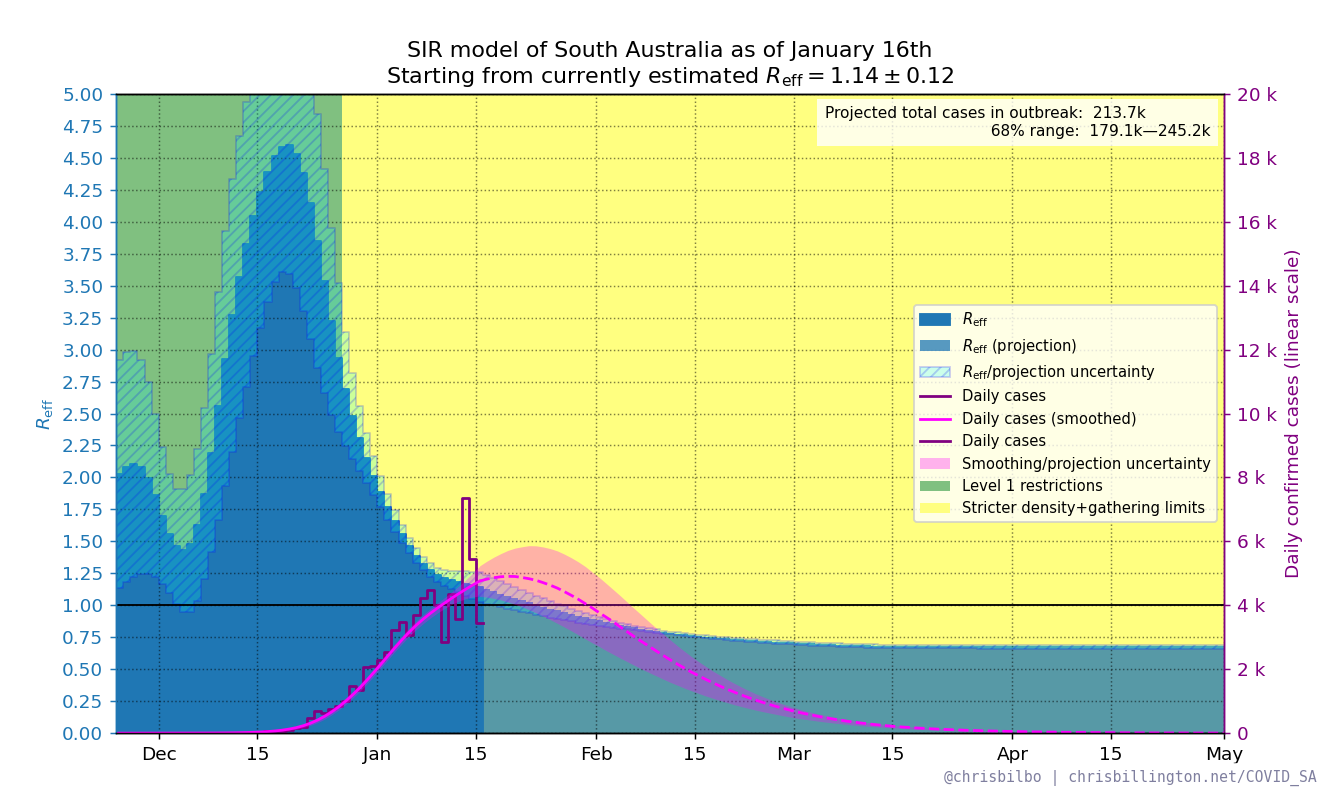 SIR model of South Australia as of January 16th
Starting from currently estimated Reff = 1.14 ± 0.12
5.00
4.75
4.50
4.25
4.00
3.75
3.50
3.25
3.00
2.75
2.50
2.25
2.00
1.75
1.50
1.25
1.00
0.75
0.50
0.25
0.00
Reff
Projected total cases in outbreak: 213.7k
68% range: 179.1k—245.2k
Reff
Reff (projection)
Reff/projection uncertainty
Daily cases
Daily cases (smoothed)
Daily cases
Smoothing/projection uncertainty
Level 1 restrictions
Stricter density+gathering limits
20 k
18 k
16 k
14 k
12 k
10 k
8 k
6 k
4 k
2 k
0
Daily confirmed cases (linear scale)
Dec 15 Jan 15 Feb 15 Mar 15 Apr 15 May
@chrisbilbo | chrisbillington.net/COVID_SA